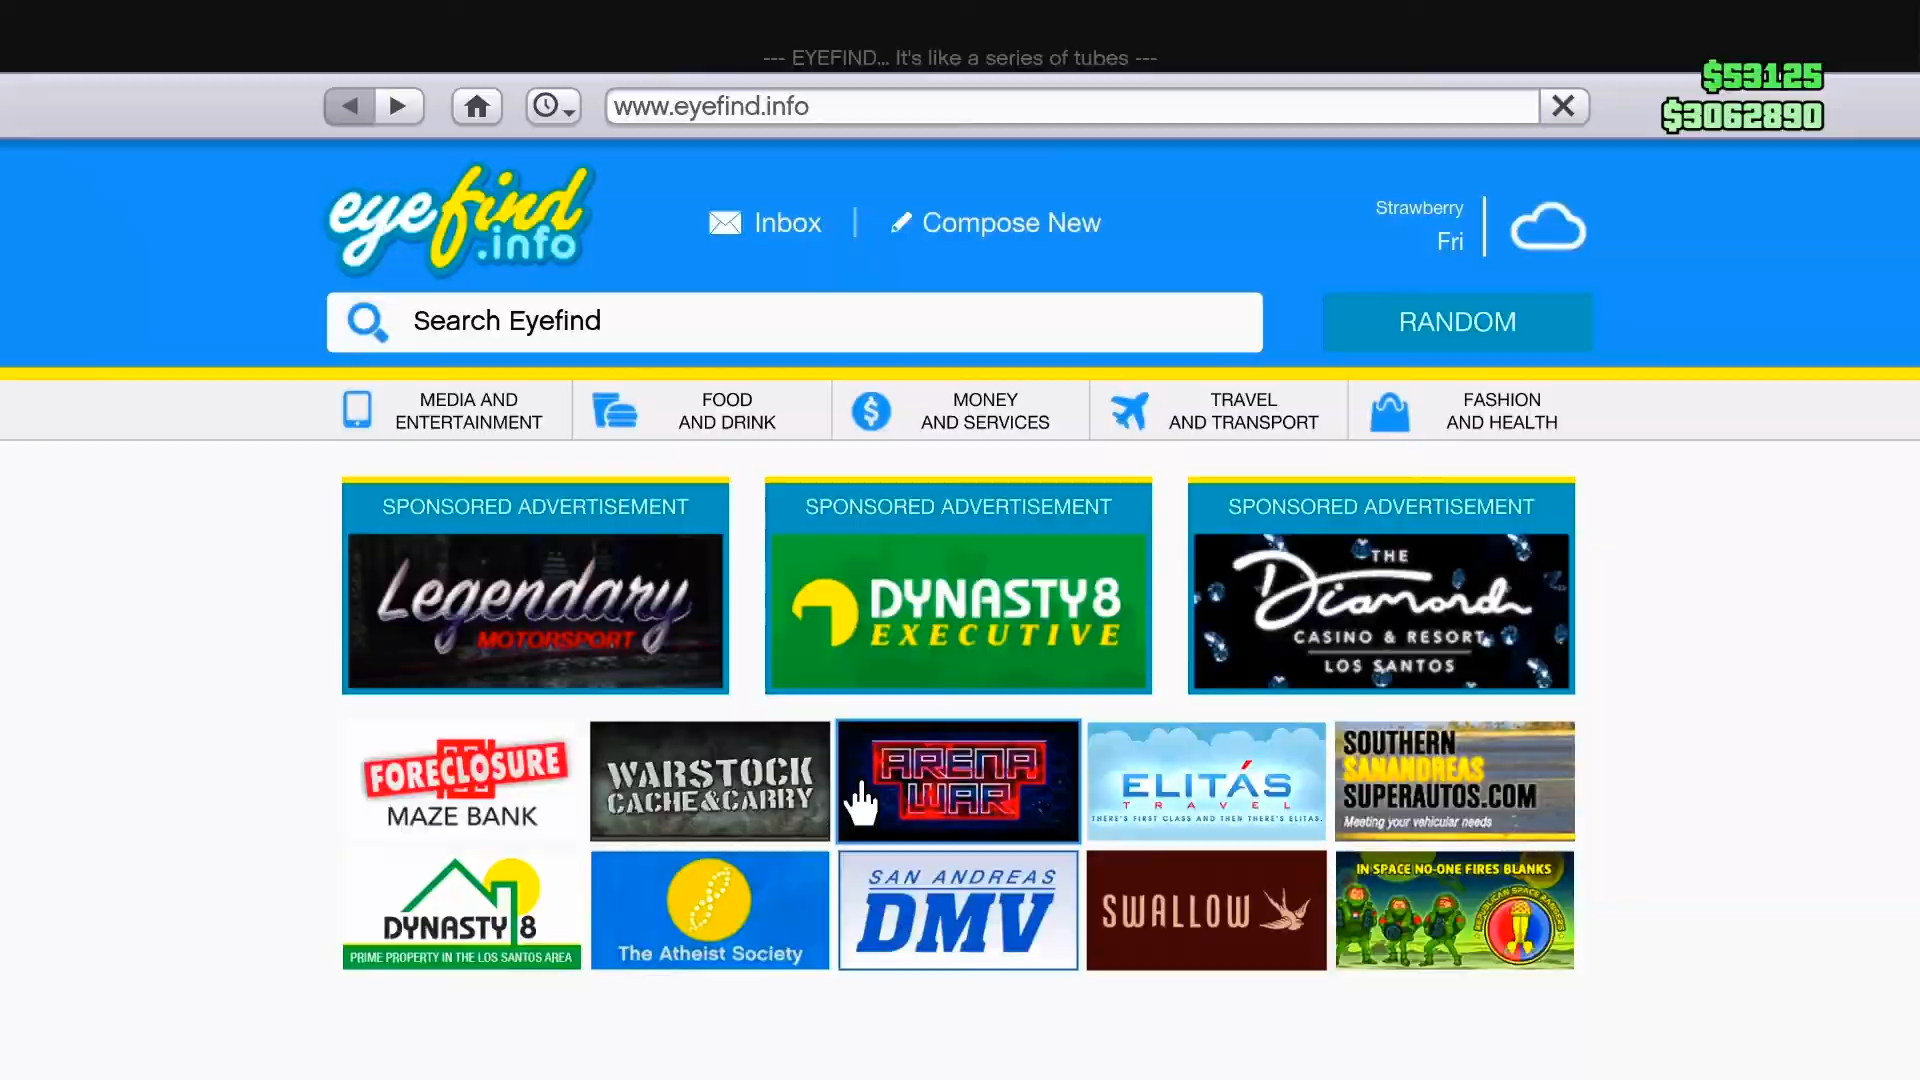 --- EYEFIND... It's like a series of tubes ---
$53125
www.eyefind.info
$3062890
eyefind
.info
Inbox
Compose New
Strawberry
Fri
Search Eyefind
RANDOM
MEDIA AND
ENTERTAINMENT
FOOD
AND DRINK
MONEY
AND SERVICES
TRAVEL
AND TRANSPORT
FASHION
AND HEALTH
SPONSORED ADVERTISEMENT
Legendary
MOTORSPORT
SPONSORED ADVERTISEMENT
DYNASTY8
EXECUTIVE
SPONSORED ADVERTISEMENT
THE
Diamond
CASINO & RESORT
LOS SANTOS
FORECLOSURE
MAZE BANK
WARSTOCK
CACHE&CARRY
ARENA
WAR
ELITÁS
TRAVEL
THERE'S FIRST CLASS AND THEN THERE'S ELITAS.
SOUTHERN
SANANDREAS
SUPERAUTOS.COM
Meeting your vehicular needs
DYNASTY 8
PRIME PROPERTY IN THE LOS SANTOS AREA
The Atheist Society
SAN ANDREAS
DMV
SWALLOW
IN SPACE NO-ONE FIRES BLANKS
REPUBLICAN SPACE RANGERS